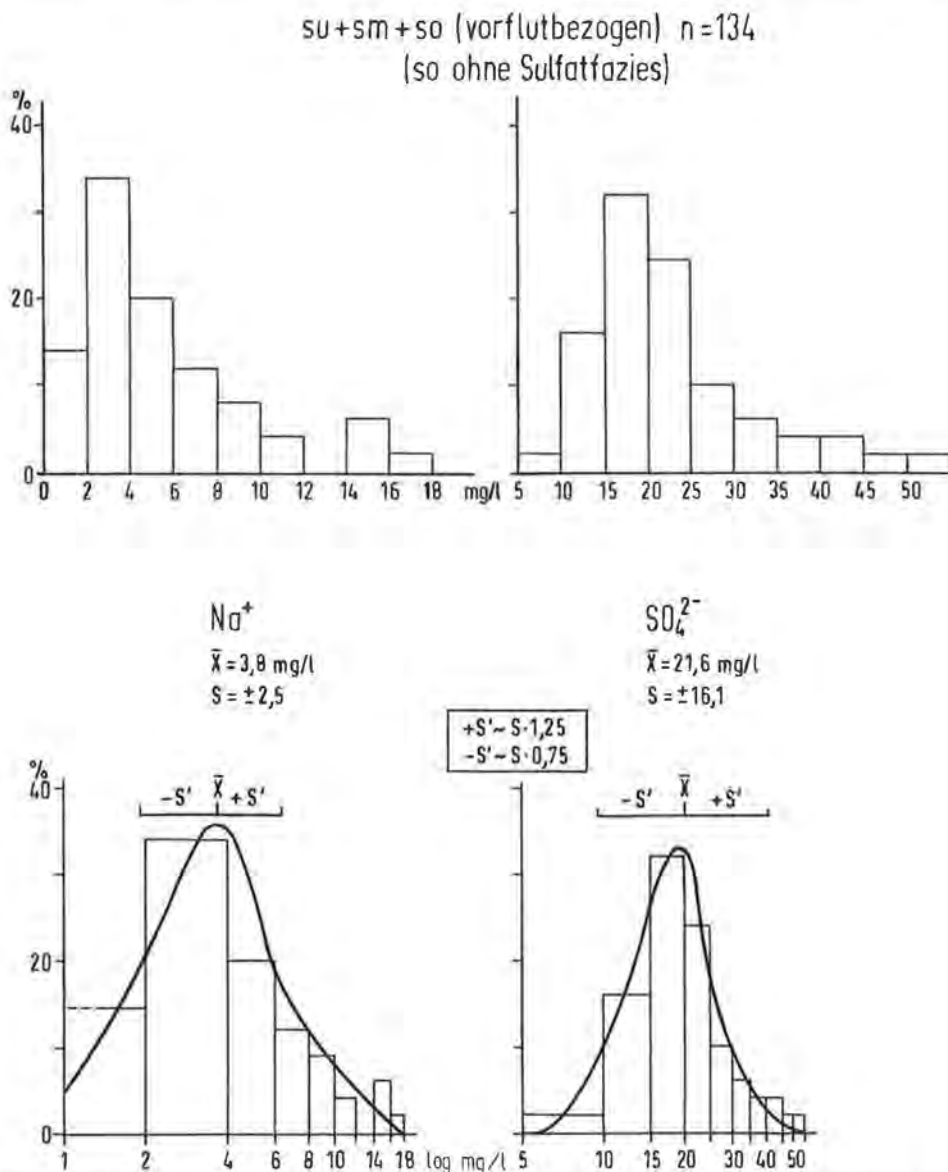 su+sm+so (vorflutbezogen) n=134
(so ohne Sulfatfazies)
%
40
20
0
0 2 4 6 8 10 12 14 16 18 mg/l
5 10 15 20 25 30 35 40 45 50
Na⁺
X̄=3,8 mg/l
S=±2,5
SO₄²⁻
X̄=21,6 mg/l
S=±16,1
+S'~S·1,25
-S'~S·0,75
%
40
20
0
-S' X̄ +S'
-S' X̄ +S'
1 2 4 6 8 10 14 18 log mg/l
5 10 15 20 30 40 50